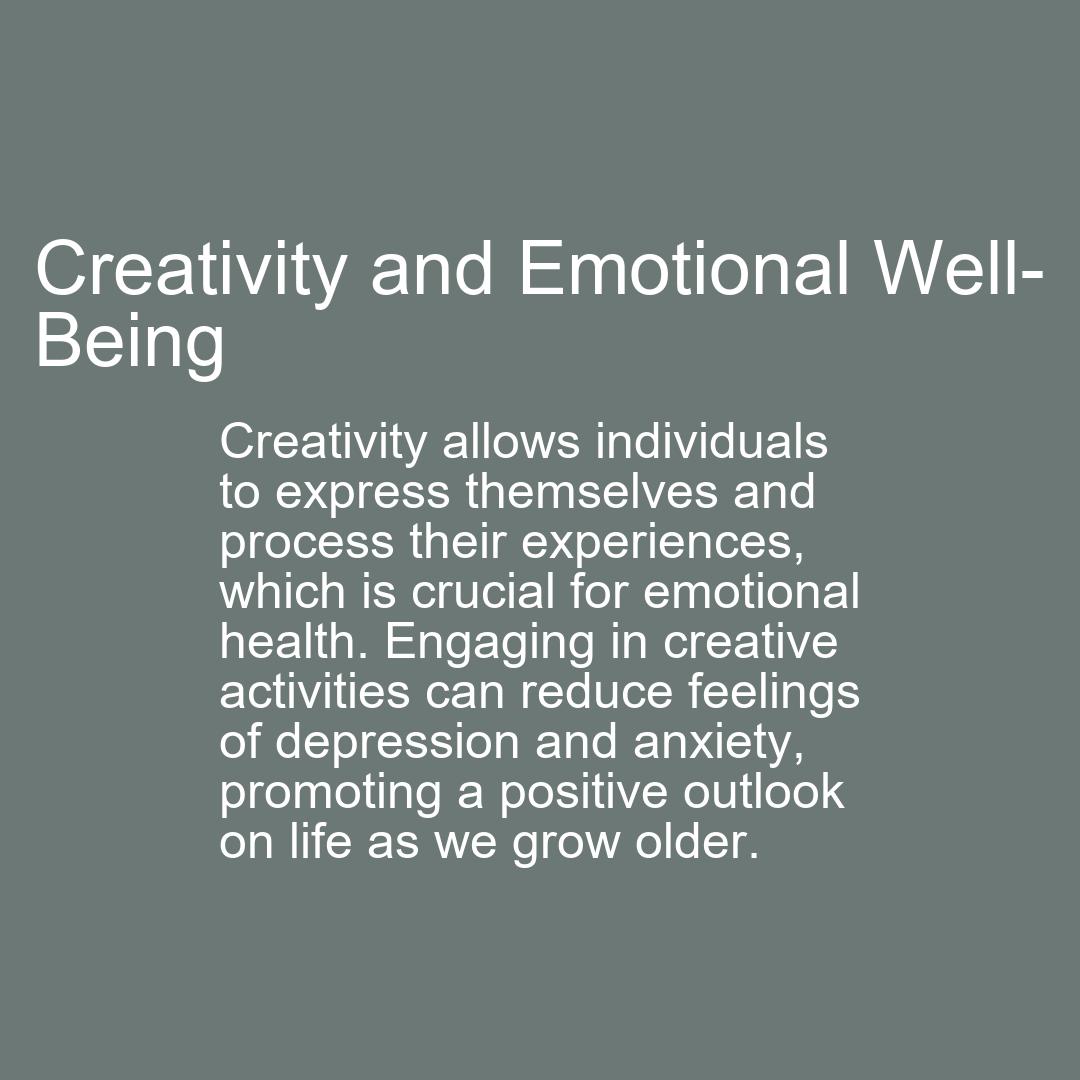 Creativity and Emotional Well-
Being
Creativity allows individuals
to express themselves and
process their experiences,
which is crucial for emotional
health. Engaging in creative
activities can reduce feelings
of depression and anxiety,
promoting a positive outlook
on life as we grow older.